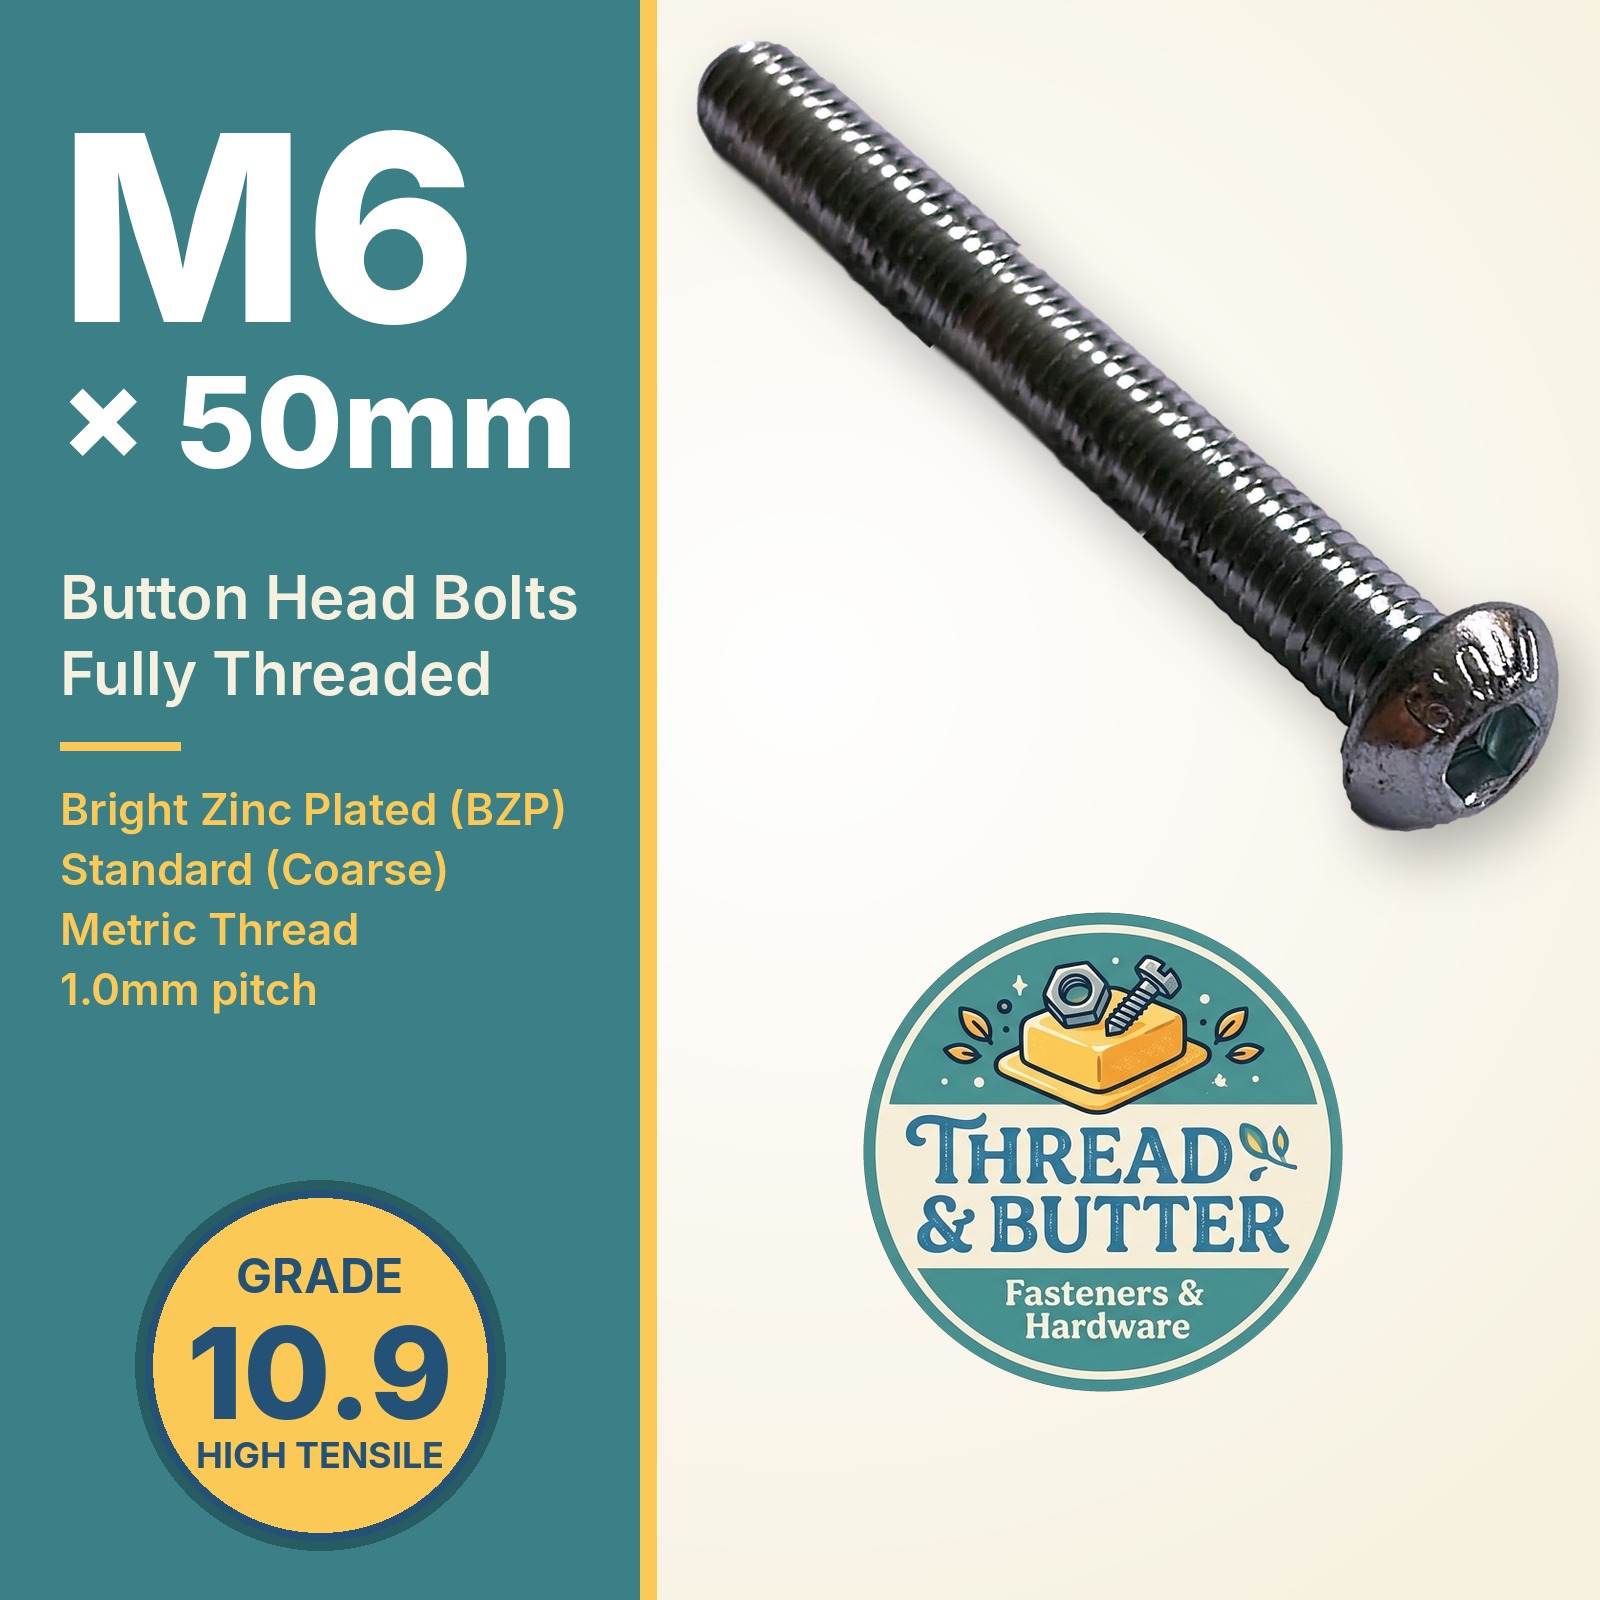 M6
× 50mm
Button Head Bolts
Fully Threaded
Bright Zinc Plated (BZP)
Standard (Coarse)
Metric Thread
1.0mm pitch
GRADE
10.9
HIGH TENSILE
THREAD
& BUTTER
Fasteners &
Hardware